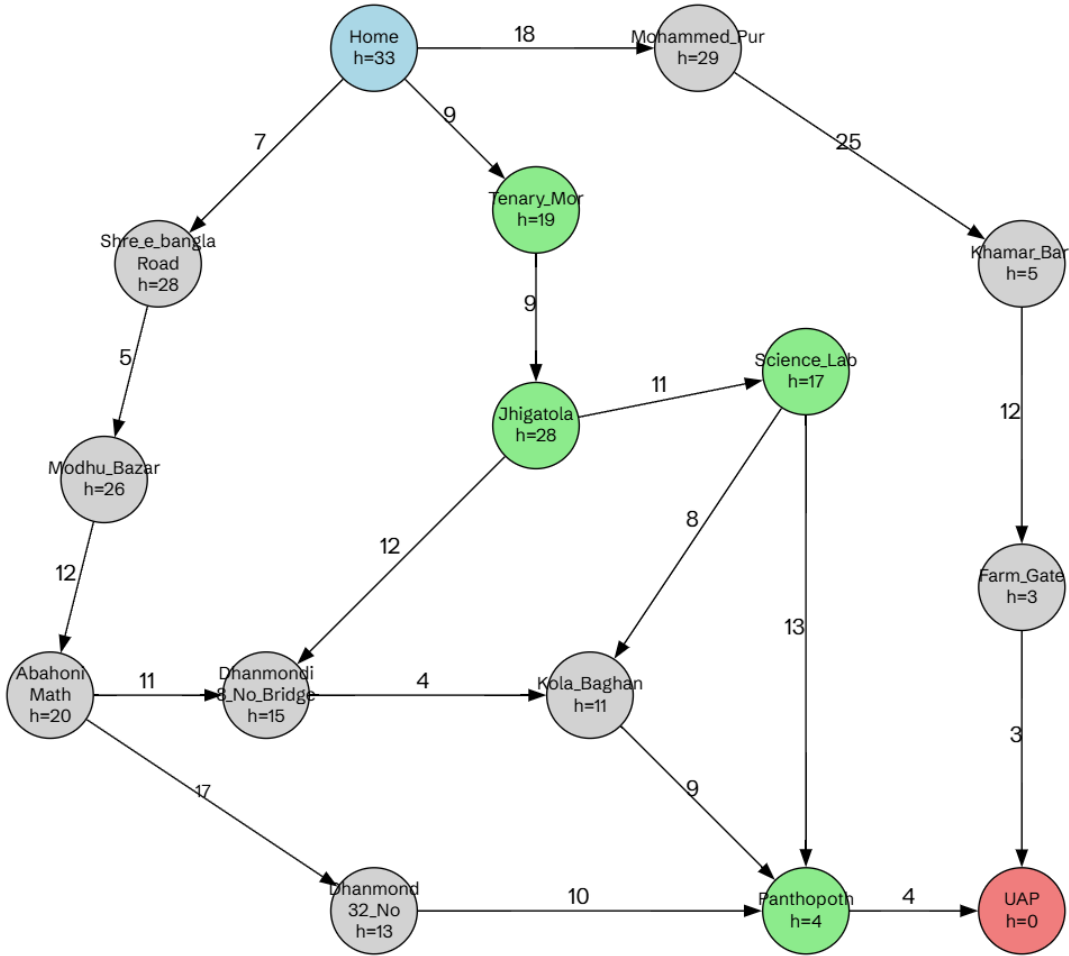 Home
h=33
18
Mohammed_Pur
h=29
9
7
25
Tenary_Mor
h=19
Shre_e_bangla
Road
h=28
Khamar_Bar
h=5
9
5
Science_Lab
h=17
11
12
Jhigatola
h=28
Modhu_Bazar
h=26
8
12
12
Farm_Gate
h=3
13
Abahoni
Math
h=20
11
Dhanmondi
8_No_Bridge
h=15
4
Kola_Baghan
h=11
3
17
9
Dhanmond
32_No
h=13
10
Panthopoth
h=4
4
UAP
h=0